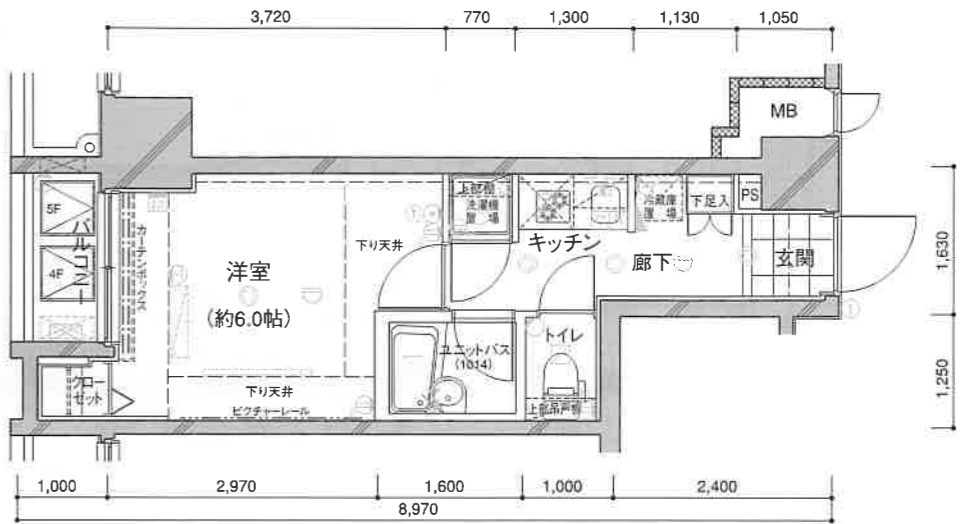 3,720
770
1,300
1,130
1,050
MB
上部棚
洗濯機
置場
冷蔵庫
置場
下足入
PS
5F
4F
バルコニー
カーテンボックス
下り天井
キッチン
廊下
玄関
洋室
(約6.0帖)
1,630
ユニットバス
(1014)
トイレ
クローゼット
下り天井
ピクチャーレール
上部吊戸棚
1,250
1,000
2,970
1,600
1,000
2,400
8,970